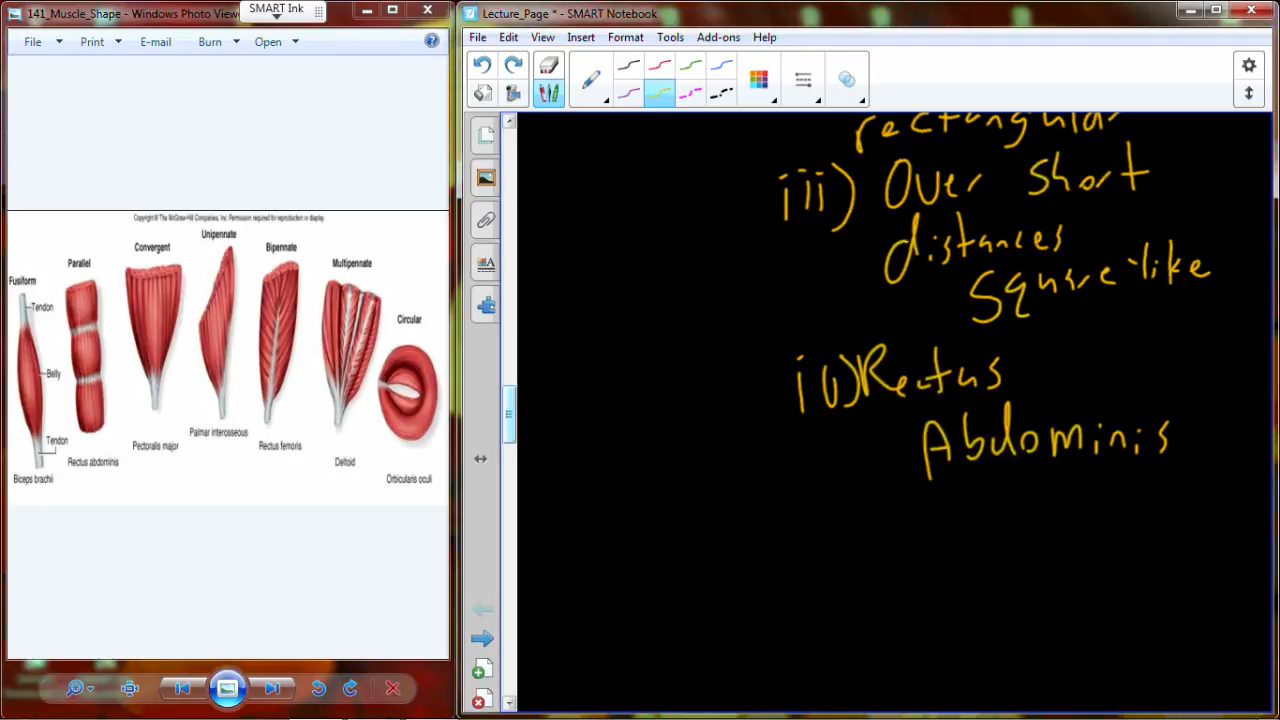 141_Muscle_Shape - Windows Photo View
SMART Ink
File Print E-mail Burn Open
Copyright © The McGraw-Hill Companies, Inc. Permission required for reproduction or display.
Fusiform
Tendon
Belly
Tendon
Biceps brachii
Parallel
Rectus abdominis
Convergent
Pectoralis major
Unipennate
Palmar interosseous
Bipennate
Rectus femoris
Multipennate
Deltoid
Circular
Orbicularis oculi
Lecture_Page * - SMART Notebook
File Edit View Insert Format Tools Add-ons Help
rectangular
iii) Over short
distances
Square-like
iv) Rectus
Abdominis